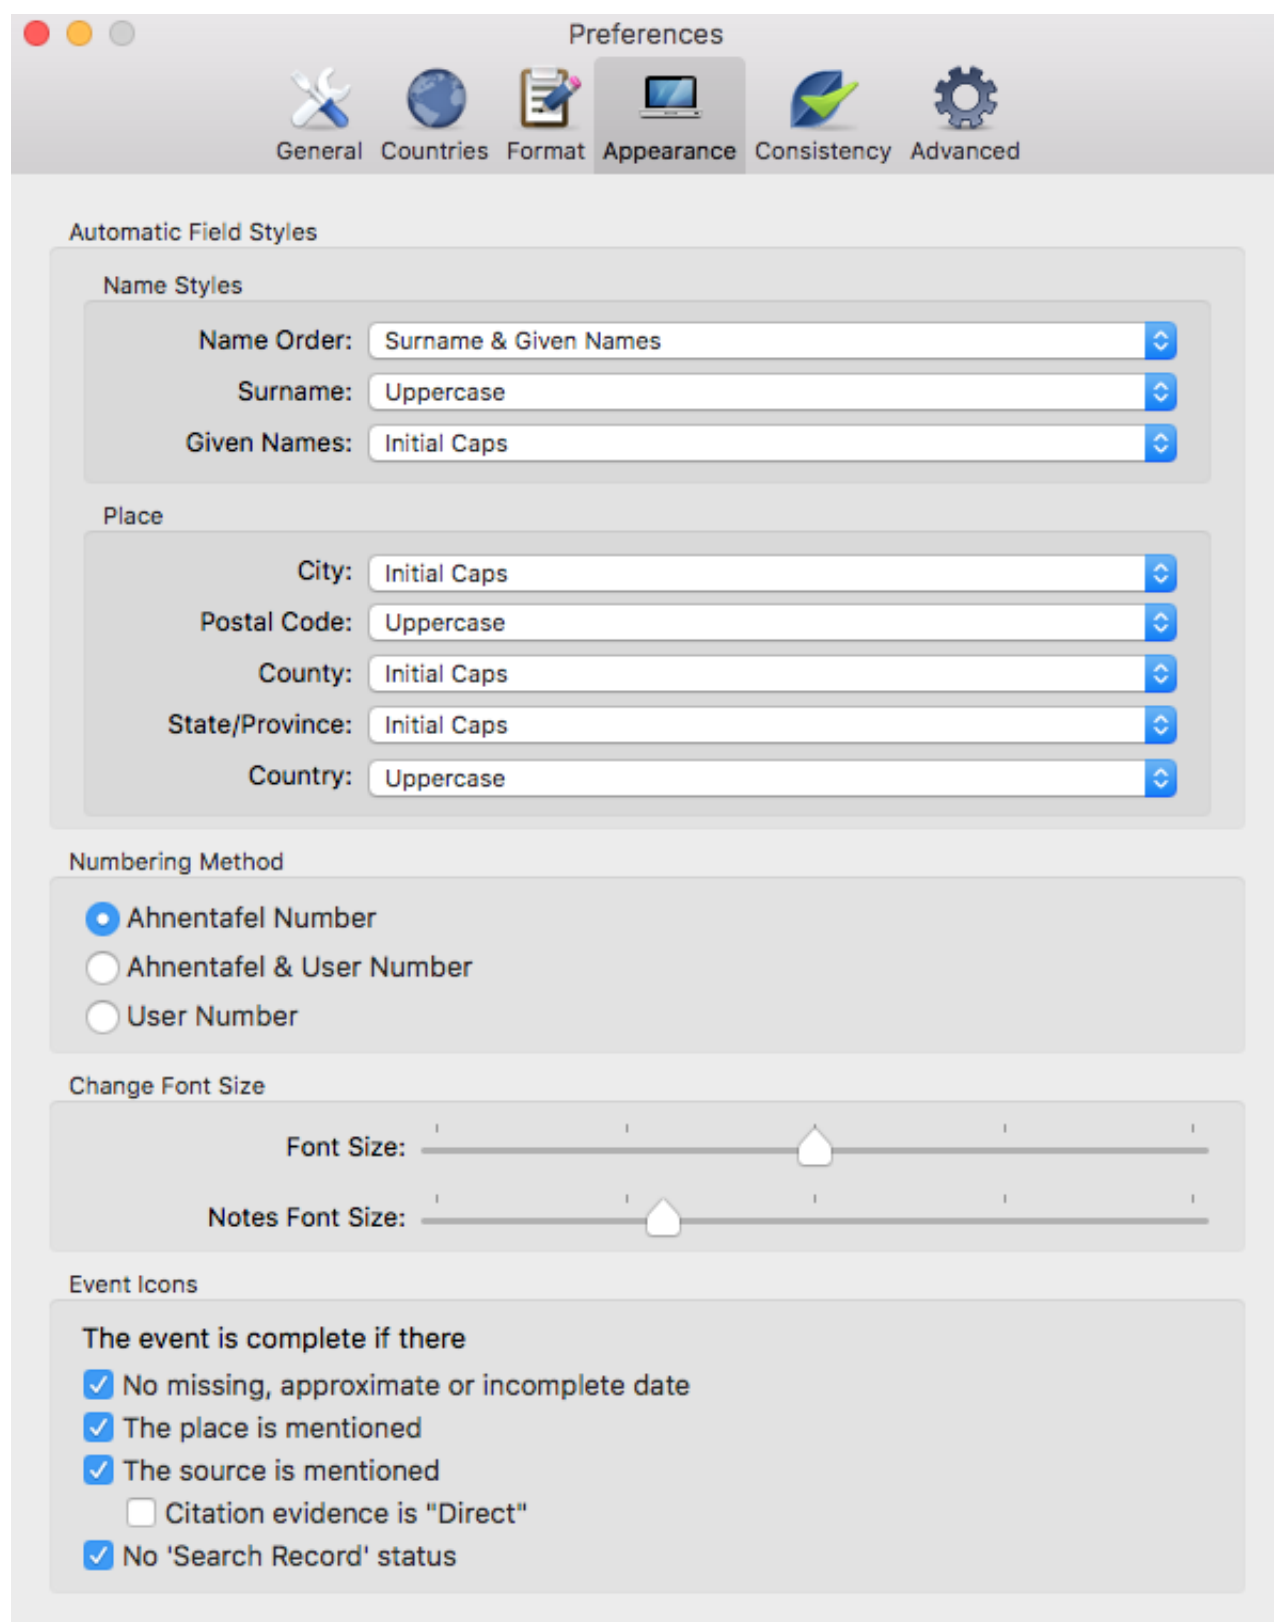 Preferences
General Countries Format Appearance Consistency Advanced
Automatic Field Styles
Name Styles
Name Order: Surname & Given Names
Surname: Uppercase
Given Names: Initial Caps
Place
City: Initial Caps
Postal Code: Uppercase
County: Initial Caps
State/Province: Initial Caps
Country: Uppercase
Numbering Method
Ahnentafel Number
Ahnentafel & User Number
User Number
Change Font Size
Font Size:
Notes Font Size:
Event Icons
The event is complete if there
No missing, approximate or incomplete date
The place is mentioned
The source is mentioned
Citation evidence is "Direct"
No 'Search Record' status